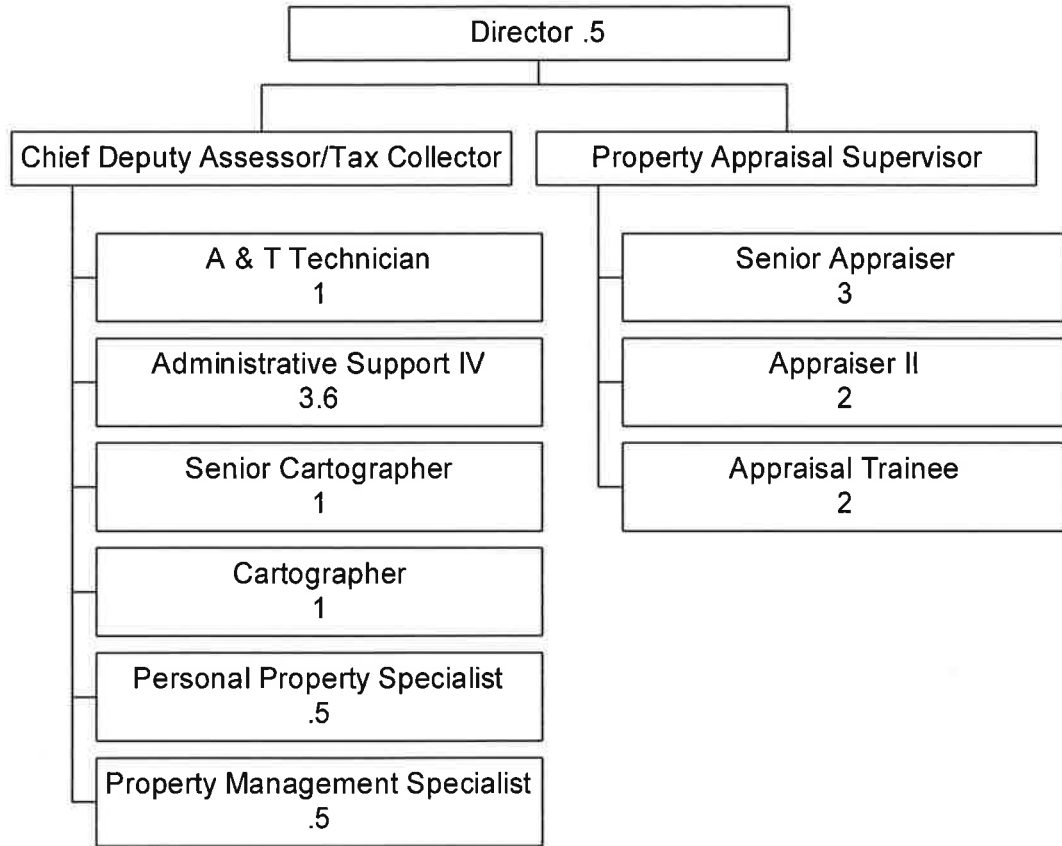 Director .5
Chief Deputy Assessor/Tax Collector
A & T Technician
1
Administrative Support IV
3.6
Senior Cartographer
1
Cartographer
1
Personal Property Specialist
.5
Property Management Specialist
.5
Property Appraisal Supervisor
Senior Appraiser
3
Appraiser II
2
Appraisal Trainee
2